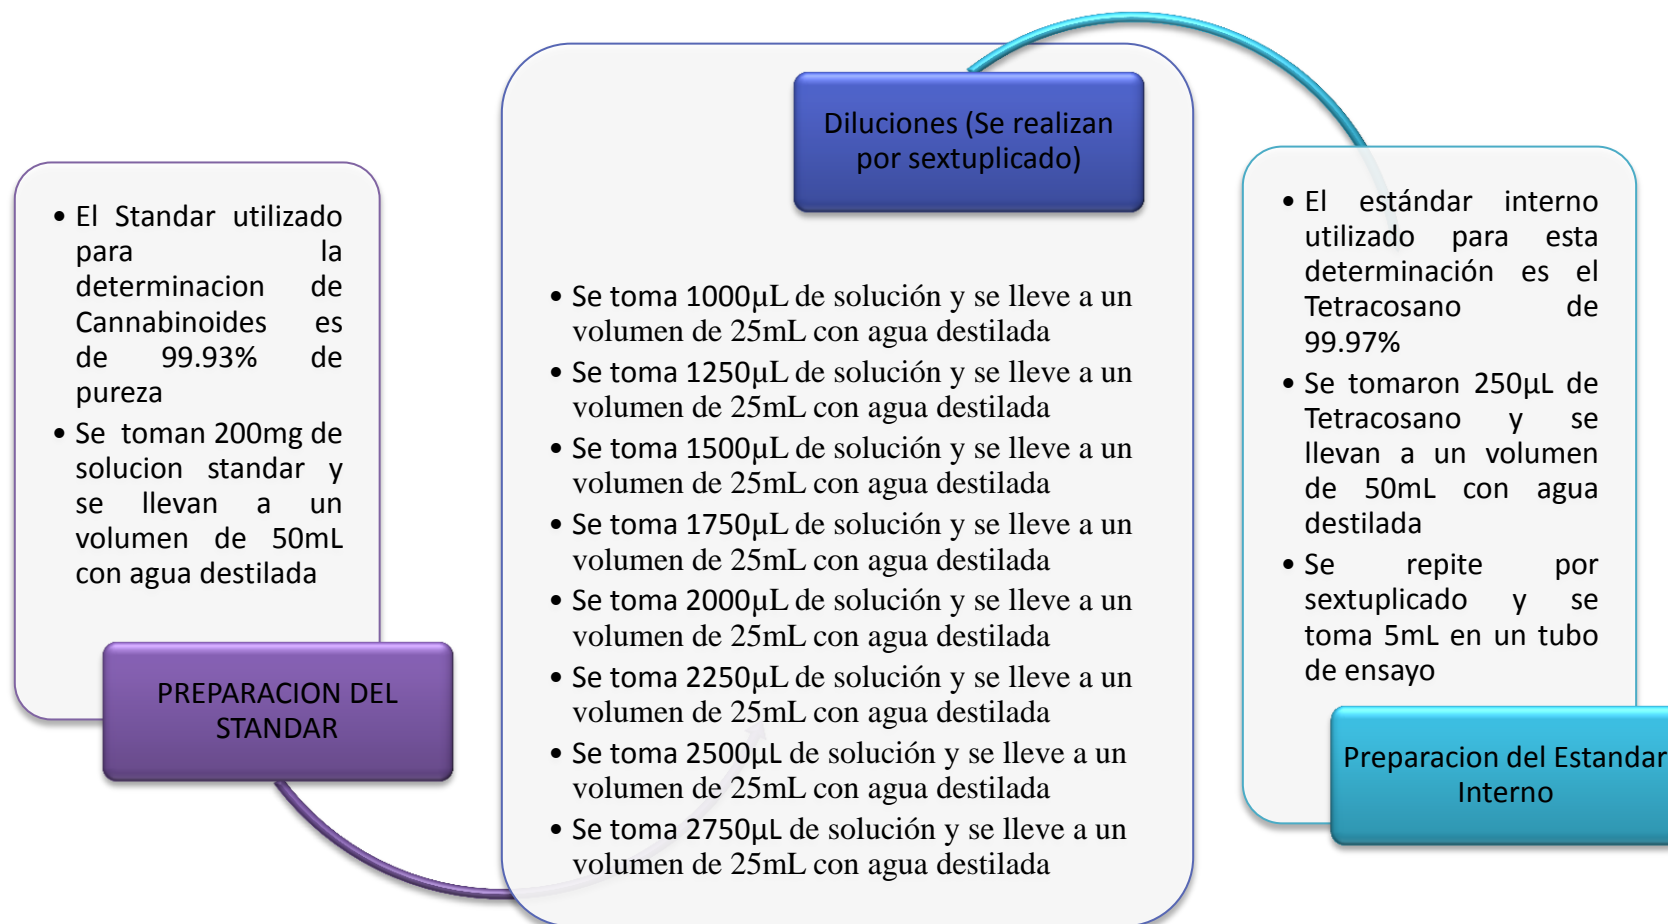 • El Standar utilizado
para la
determinacion de
Cannabinoides es
de 99.93% de
pureza
• Se toman 200mg de
solucion standar y
se llevan a un
volumen de 50mL
con agua destilada
PREPARACION DEL
STANDAR
Diluciones (Se realizan
por sextuplicado)
• Se toma 1000µL de solución y se lleve a un
volumen de 25mL con agua destilada
• Se toma 1250µL de solución y se lleve a un
volumen de 25mL con agua destilada
• Se toma 1500µL de solución y se lleve a un
volumen de 25mL con agua destilada
• Se toma 1750µL de solución y se lleve a un
volumen de 25mL con agua destilada
• Se toma 2000µL de solución y se lleve a un
volumen de 25mL con agua destilada
• Se toma 2250µL de solución y se lleve a un
volumen de 25mL con agua destilada
• Se toma 2500µL de solución y se lleve a un
volumen de 25mL con agua destilada
• Se toma 2750µL de solución y se lleve a un
volumen de 25mL con agua destilada
• El estándar interno
utilizado para esta
determinación es el
Tetracosano de
99.97%
• Se tomaron 250µL de
Tetracosano y se
llevan a un volumen
de 50mL con agua
destilada
• Se repite por
sextuplicado y se
toma 5mL en un tubo
de ensayo
Preparacion del Estandar
Interno